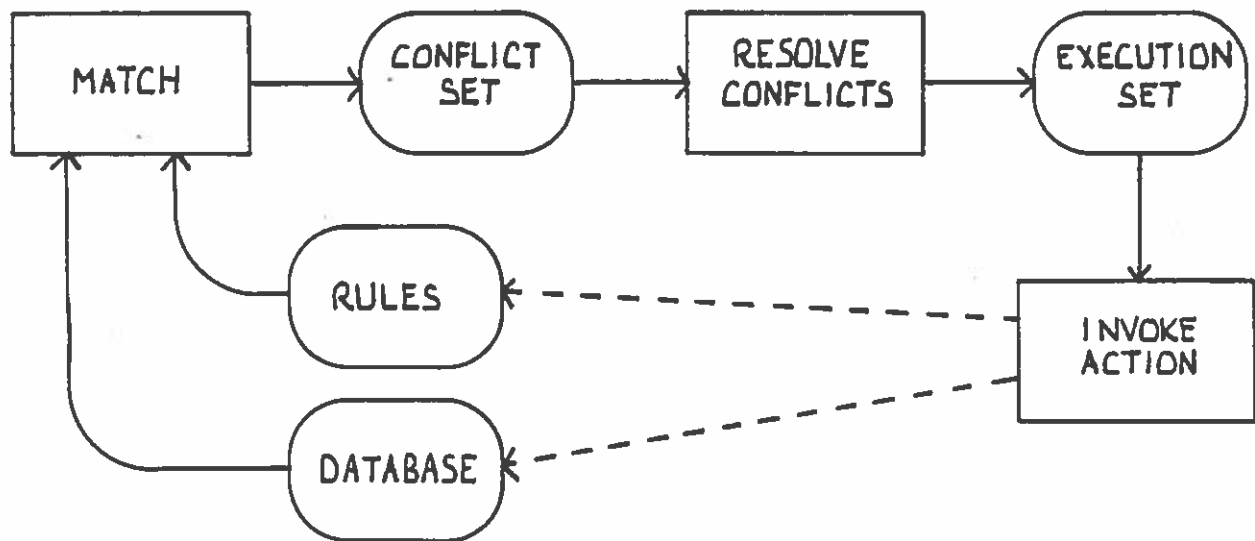 MATCH
CONFLICT
SET
RESOLVE
CONFLICTS
EXECUTION
SET
RULES
INVOKE
ACTION
DATABASE